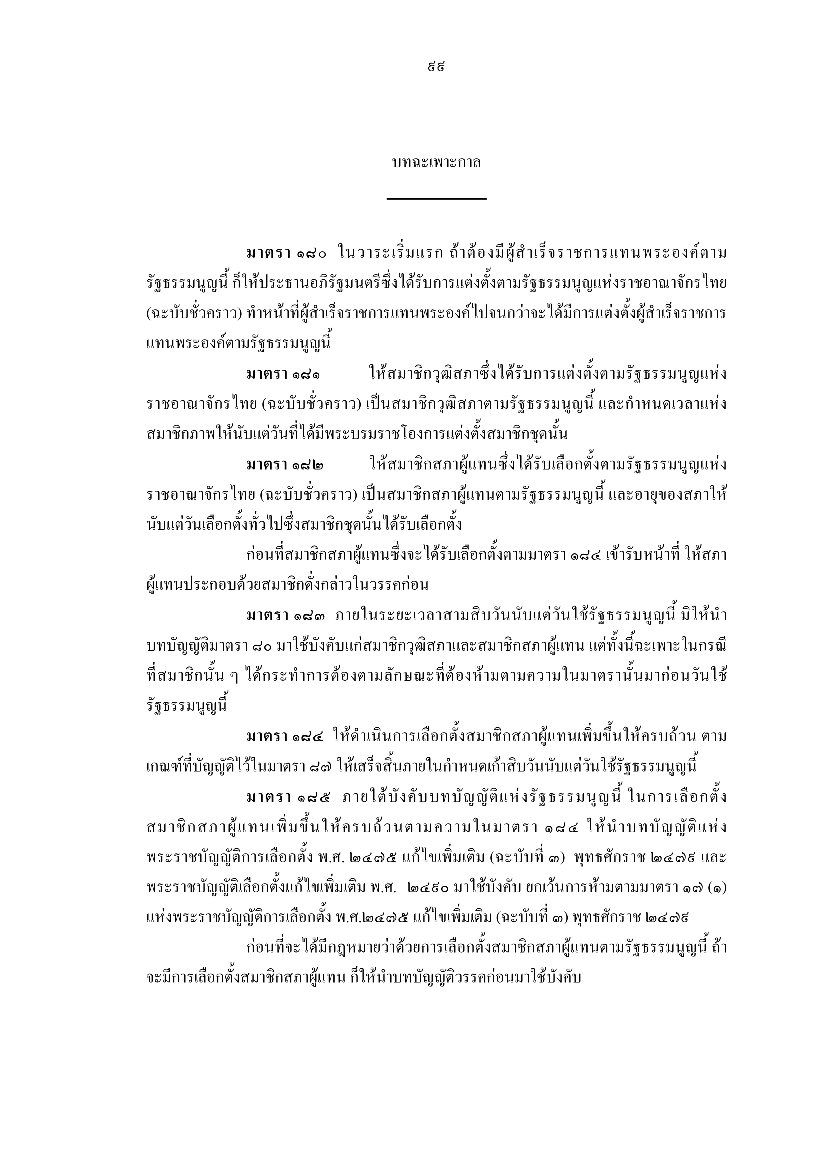 ๙๙
บทฉะเพาะกาล
มาตรา ๑๘๐ ในวาระเริ่มแรก ถ้าต้องมีผู้สำเร็จราชการแทนพระองค์ตาม
รัฐธรรมนูญนี้ ก็ให้ประธานอภิรัฐมนตรีซึ่งได้รับการแต่งตั้งตามรัฐธรรมนูญแห่งราชอาณาจักรไทย
(ฉะบับชั่วคราว) ทำหน้าที่ผู้สำเร็จราชการแทนพระองค์ไปจนกว่าจะได้มีการแต่งตั้งผู้สำเร็จราชการ
แทนพระองค์ตามรัฐธรรมนูญนี้
มาตรา ๑๘๑ ให้สมาชิกวุฒิสภาซึ่งได้รับการแต่งตั้งตามรัฐธรรมนูญแห่ง
ราชอาณาจักรไทย (ฉะบับชั่วคราว) เป็นสมาชิกวุฒิสภาตามรัฐธรรมนูญนี้ และกำหนดเวลาแห่ง
สมาชิกภาพให้นับแต่วันที่ได้มีพระบรมราชโองการแต่งตั้งสมาชิกชุดนั้น
มาตรา ๑๘๒ ให้สมาชิกสภาผู้แทนซึ่งได้รับเลือกตั้งตามรัฐธรรมนูญแห่ง
ราชอาณาจักรไทย (ฉะบับชั่วคราว) เป็นสมาชิกสภาผู้แทนตามรัฐธรรมนูญนี้ และอายุของสภาให้
นับแต่วันเลือกตั้งทั่วไปซึ่งสมาชิกชุดนั้นได้รับเลือกตั้ง
ก่อนที่สมาชิกสภาผู้แทนซึ่งจะได้รับเลือกตั้งตามมาตรา ๑๘๔ เข้ารับหน้าที่ ให้สภา
ผู้แทนประกอบด้วยสมาชิกดั่งกล่าวในวรรคก่อน
มาตรา ๑๘๓ ภายในระยะเวลาสามสิบวันนับแต่วันใช้รัฐธรรมนูญนี้ มิให้นำ
บทบัญญัติมาตรา ๘๐ มาใช้บังคับแก่สมาชิกวุฒิสภาและสมาชิกสภาผู้แทน แต่ทั้งนี้ฉะเพาะในกรณี
ที่สมาชิกนั้น ๆ ได้กระทำการต้องตามลักษณะที่ต้องห้ามตามความในมาตรานั้นมาก่อนวันใช้
รัฐธรรมนูญนี้
มาตรา ๑๘๔ ให้ดำเนินการเลือกตั้งสมาชิกสภาผู้แทนเพิ่มขึ้นให้ครบถ้วน ตาม
เกณฑ์ที่บัญญัติไว้ในมาตรา ๘๗ ให้เสร็จสิ้นภายในกำหนดเก้าสิบวันนับแต่วันใช้รัฐธรรมนูญนี้
มาตรา ๑๘๕ ภายใต้บังคับบทบัญญัติแห่งรัฐธรรมนูญนี้ ในการเลือกตั้ง
สมาชิกสภาผู้แทนเพิ่มขึ้นให้ครบถ้วนตามความในมาตรา ๑๘๔ ให้นำบทบัญญัติแห่ง
พระราชบัญญัติการเลือกตั้ง พ.ศ. ๒๔๗๕ แก้ไขเพิ่มเติม (ฉะบับที่ ๓) พุทธศักราช ๒๔๗๙ และ
พระราชบัญญัติเลือกตั้งแก้ไขเพิ่มเติม พ.ศ. ๒๔๙๐ มาใช้บังคับ ยกเว้นการห้ามตามมาตรา ๑๗ (๑)
แห่งพระราชบัญญัติการเลือกตั้ง พ.ศ.๒๔๗๕ แก้ไขเพิ่มเติม (ฉะบับที่ ๓) พุทธศักราช ๒๔๗๙
ก่อนที่จะได้มีกฎหมายว่าด้วยการเลือกตั้งสมาชิกสภาผู้แทนตามรัฐธรรมนูญนี้ ถ้า
จะมีการเลือกตั้งสมาชิกสภาผู้แทน ก็ให้นำบทบัญญัติวรรคก่อนมาใช้บังคับ